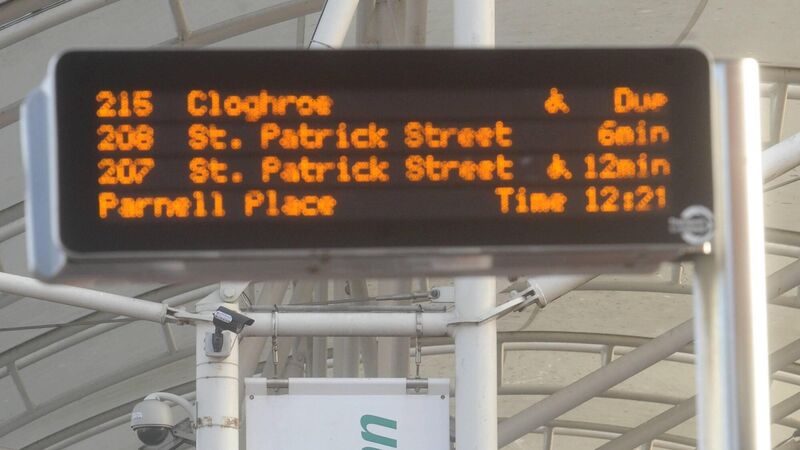 215 Cloghroe ♿ Due
208 St. Patrick Street 6min
207 St. Patrick Street ♿ 12min
Parnell Place Time 12:21